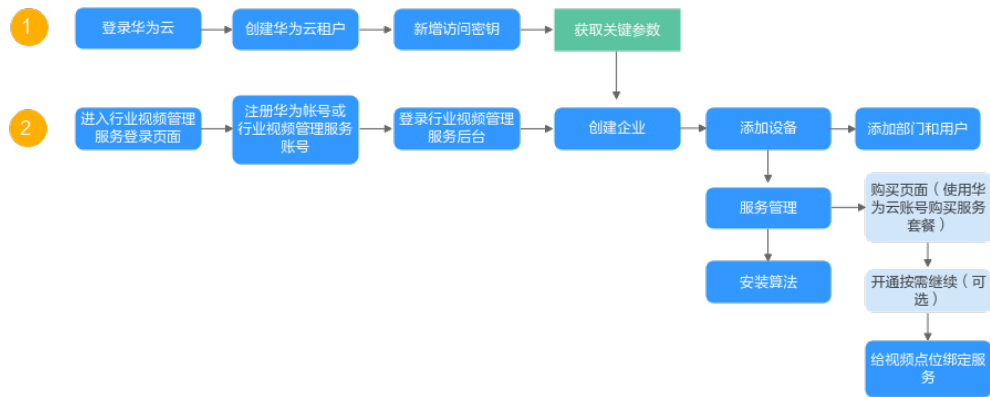 1
登录华为云
创建华为云租户
新增访问密钥
获取关键参数
2
进入行业视频管理
服务登录页面
注册华为帐号或
行业视频管理服务
账号
登录行业视频管理
服务后台
创建企业
添加设备
添加部门和用户
服务管理
购买页面（使用华
为云账号购买服务
套餐）
安装算法
开通按需继续（可
选）
给视频点位绑定服
务